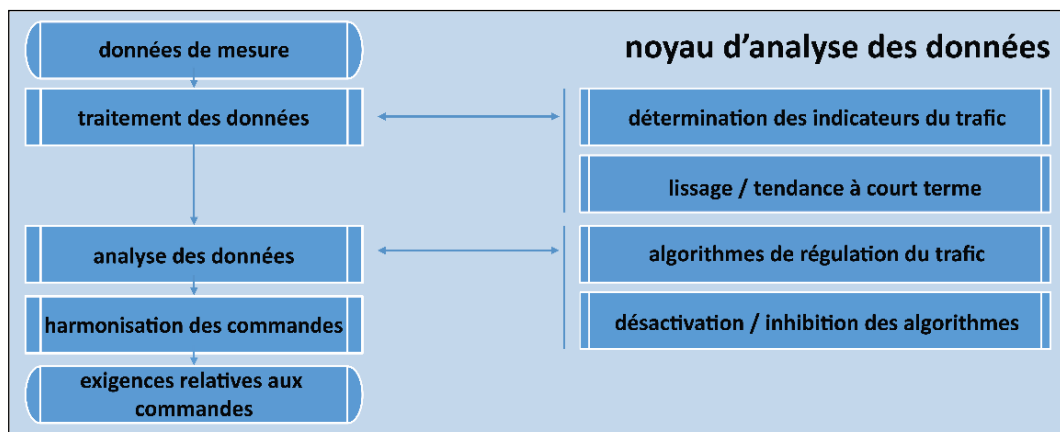 données de mesure
noyau d’analyse des données
traitement des données
détermination des indicateurs du trafic
lissage / tendance à court terme
analyse des données
algorithmes de régulation du trafic
harmonisation des commandes
désactivation / inhibition des algorithmes
exigences relatives aux
commandes